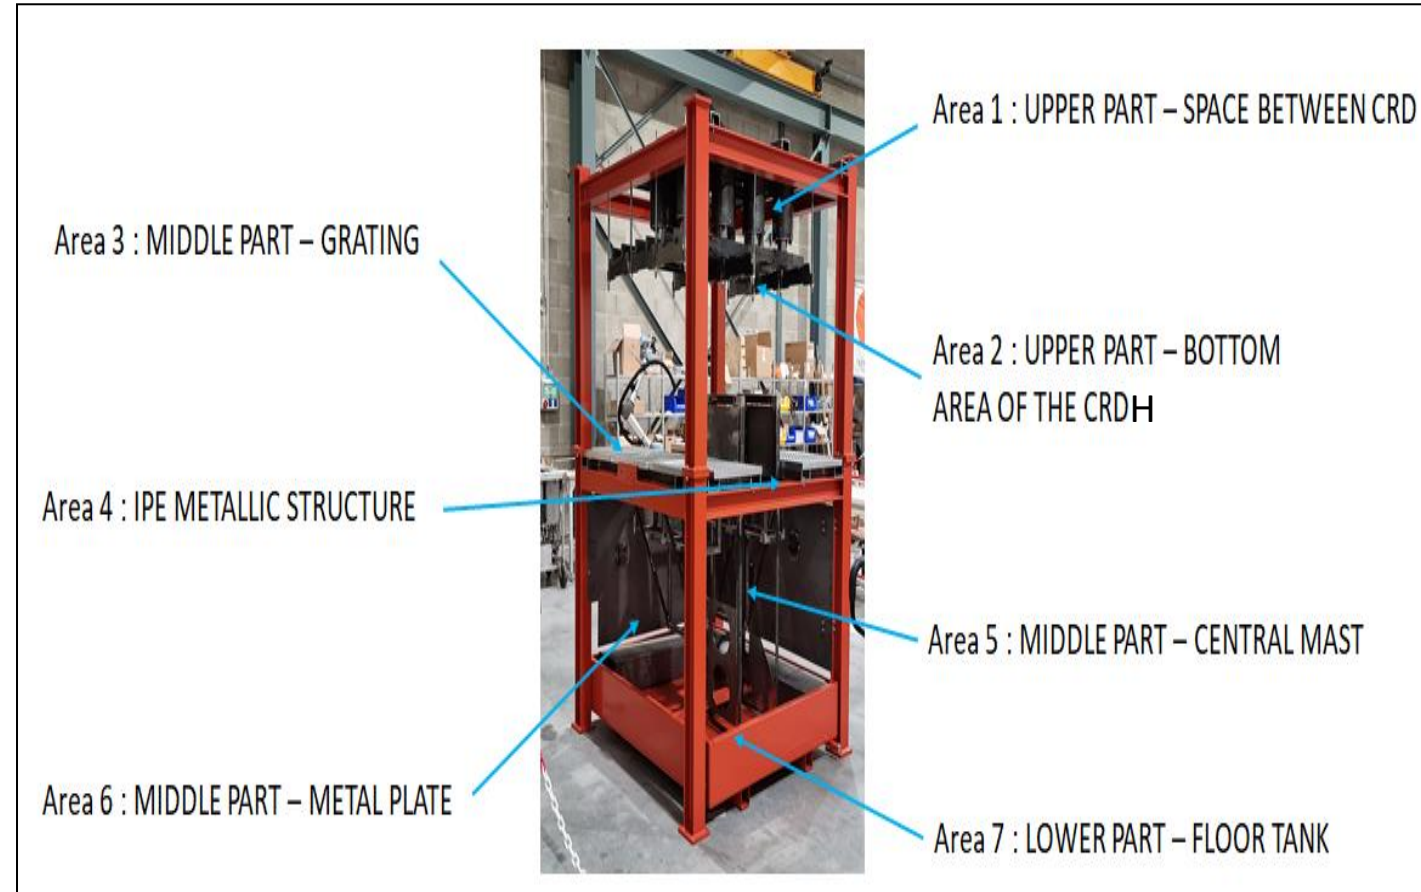 Area 1 : UPPER PART – SPACE BETWEEN CRD
Area 3 : MIDDLE PART – GRATING
Area 2 : UPPER PART – BOTTOM
AREA OF THE CRDH
Area 4 : IPE METALLIC STRUCTURE
Area 5 : MIDDLE PART – CENTRAL MAST
Area 6 : MIDDLE PART – METAL PLATE
Area 7 : LOWER PART – FLOOR TANK